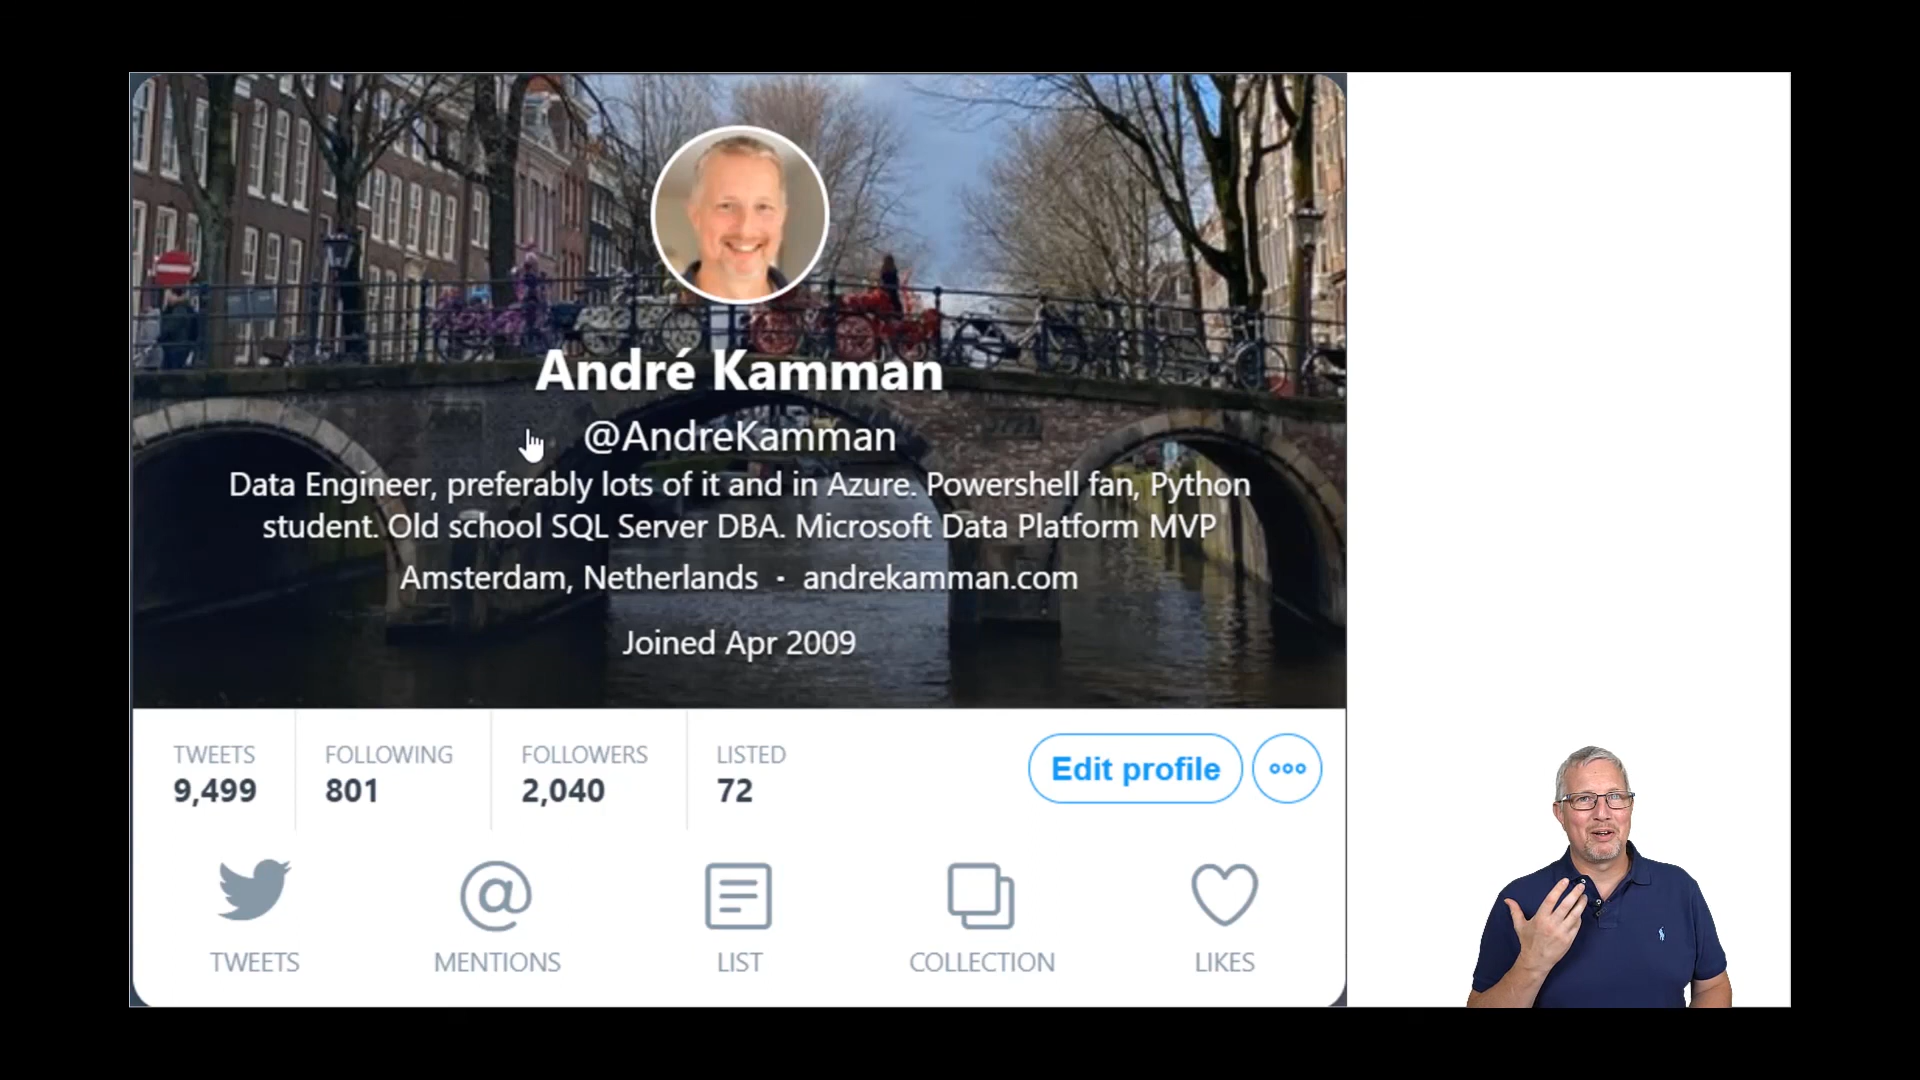 André Kamman
@AndreKamman
Data Engineer, preferably lots of it and in Azure. Powershell fan, Python
student. Old school SQL Server DBA. Microsoft Data Platform MVP
Amsterdam, Netherlands · andrekamman.com
Joined Apr 2009
TWEETS FOLLOWING FOLLOWERS LISTED
9,499 801 2,040 72
Edit profile
TWEETS MENTIONS LIST COLLECTION LIKES